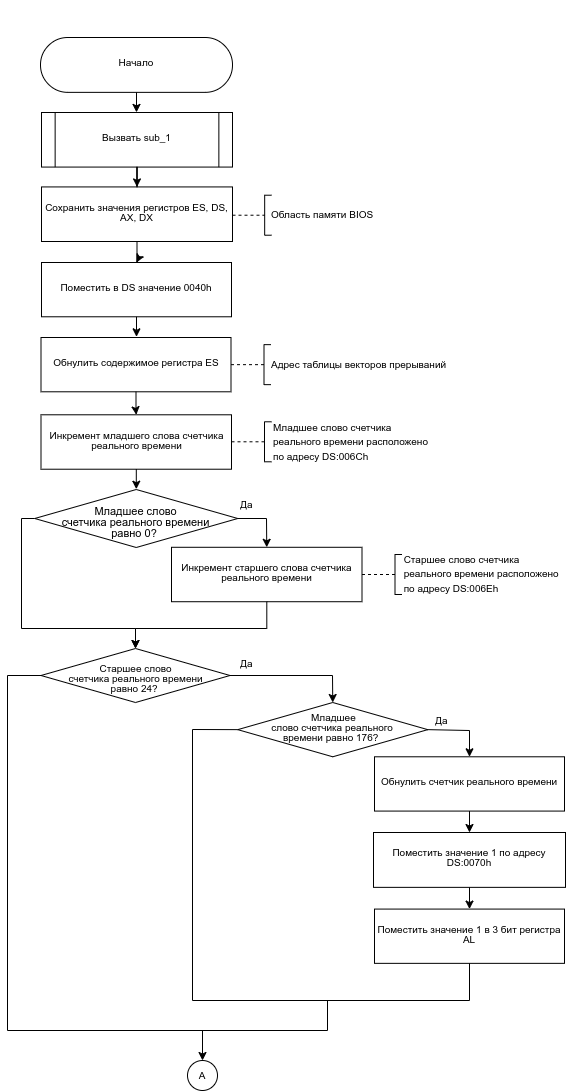 Начало
Вызвать sub_1
Сохранить значения регистров ES, DS,
AX, DX
Область памяти BIOS
Поместить в DS значение 0040h
Обнулить содержимое регистра ES
Адрес таблицы векторов прерываний
Инкремент младшего слова счетчика
реального времени
Младшее слово счетчика
реального времени расположено
по адресу DS:006Ch
Младшее слово
счетчика реального времени
равно 0?
Да
Инкремент старшего слова счетчика
реального времени
Старшее слово счетчика
реального времени расположено
по адресу DS:006Eh
Старшее слово
счетчика реального времени
равно 24?
Да
Младшее
слово счетчика реального
времени равно 176?
Да
Обнулить счетчик реального времени
Поместить значение 1 по адресу
DS:0070h
Поместить значение 1 в 3 бит регистра
AL
A